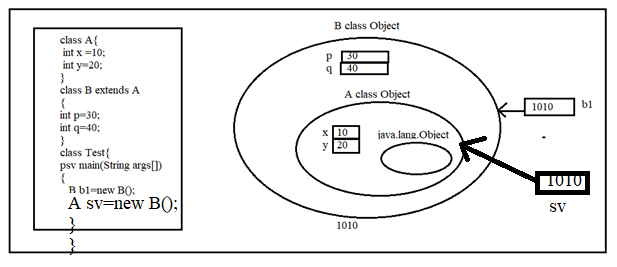 class A{
int x =10;
int y=20;
}
class B extends A
{
int p=30;
int q=40;
}
class Test{
psv main(String args[])
{
B b1=new B();
A sv=new B();
}
}
B class Object
p 30
q 40
A class Object
x 10
y 20
java.lang.Object
1010
1010 b1
-
1010
sv